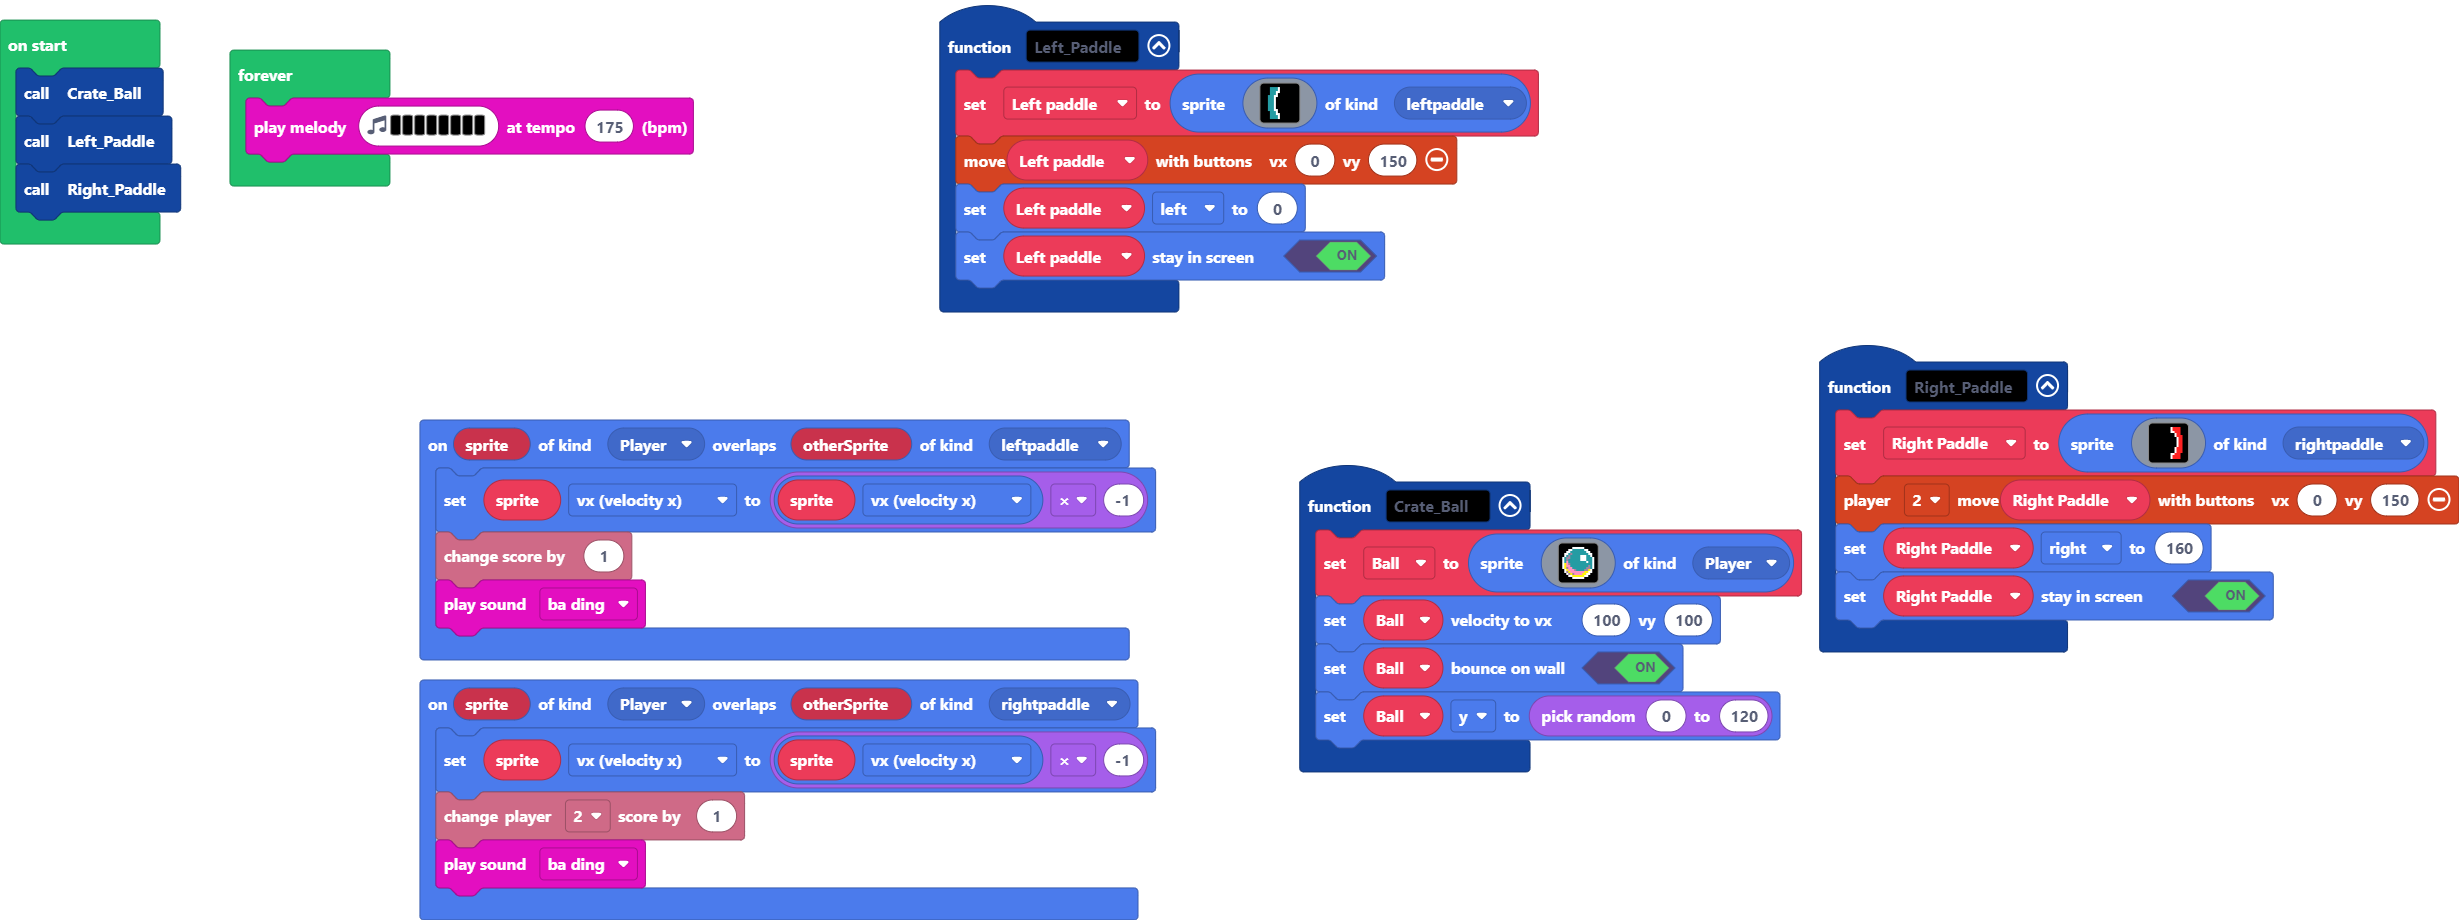 on start
call Crate_Ball
call Left_Paddle
call Right_Paddle
forever
play melody at tempo 175 (bpm)
function Left_Paddle
set Left paddle to sprite of kind leftpaddle
move Left paddle with buttons vx 0 vy 150
set Left paddle left to 0
set Left paddle stay in screen ON
on sprite of kind Player overlaps otherSprite of kind leftpaddle
set sprite vx (velocity x) to sprite vx (velocity x) × -1
change score by 1
play sound ba ding
on sprite of kind Player overlaps otherSprite of kind rightpaddle
set sprite vx (velocity x) to sprite vx (velocity x) × -1
change player 2 score by 1
play sound ba ding
function Crate_Ball
set Ball to sprite of kind Player
set Ball velocity to vx 100 vy 100
set Ball bounce on wall ON
set Ball y to pick random 0 to 120
function Right_Paddle
set Right Paddle to sprite of kind rightpaddle
player 2 move Right Paddle with buttons vx 0 vy 150
set Right Paddle right to 160
set Right Paddle stay in screen ON